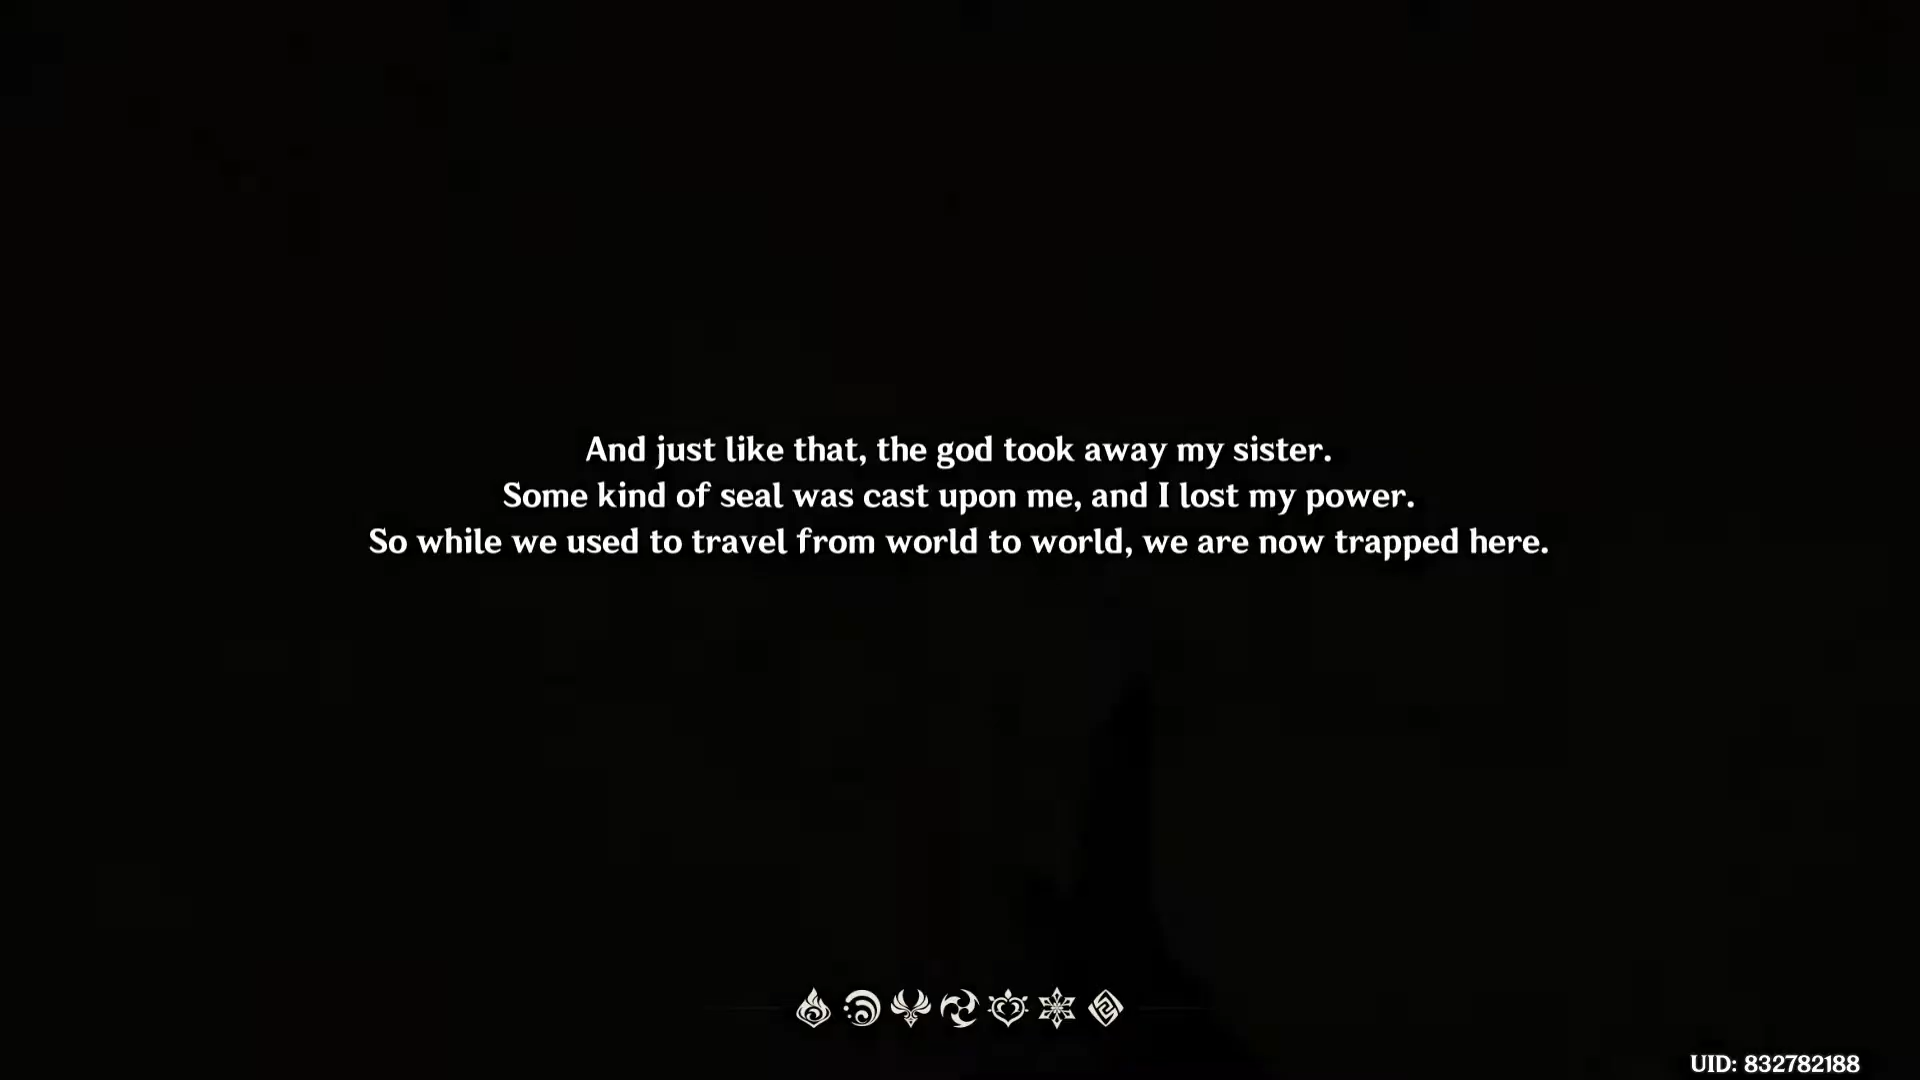 And just like that, the god took away my sister.
Some kind of seal was cast upon me, and I lost my power.
So while we used to travel from world to world, we are now trapped here.
UID: 832782188